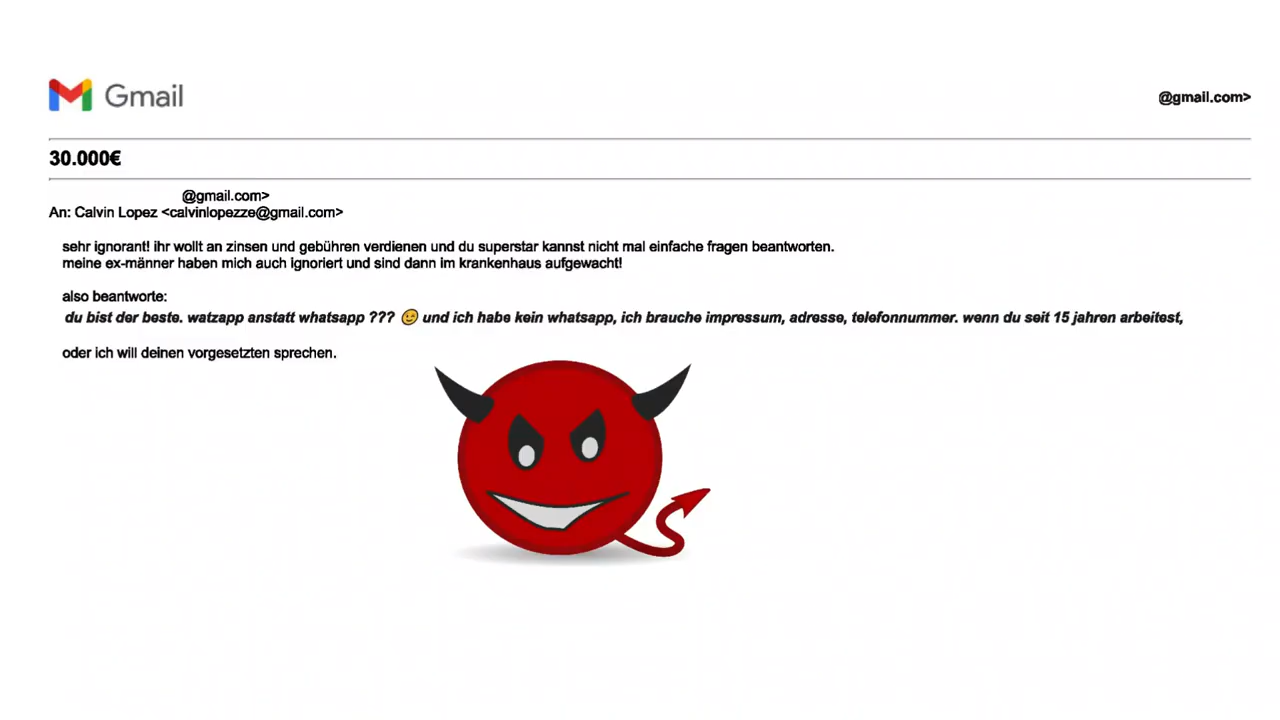 Gmail
@gmail.com>
30.000€
@gmail.com>
An: Calvin Lopez <calvinlopezze@gmail.com>
sehr ignorant! ihr wollt an zinsen und gebühren verdienen und du superstar kannst nicht mal einfache fragen beantworten.
meine ex-männer haben mich auch ignoriert und sind dann im krankenhaus aufgewacht!
also beantworte:
du bist der beste. watzapp anstatt whatsapp ??? 😉 und ich habe kein whatsapp, ich brauche impressum, adresse, telefonnummer. wenn du seit 15 jahren arbeitest,
oder ich will deinen vorgesetzten sprechen.